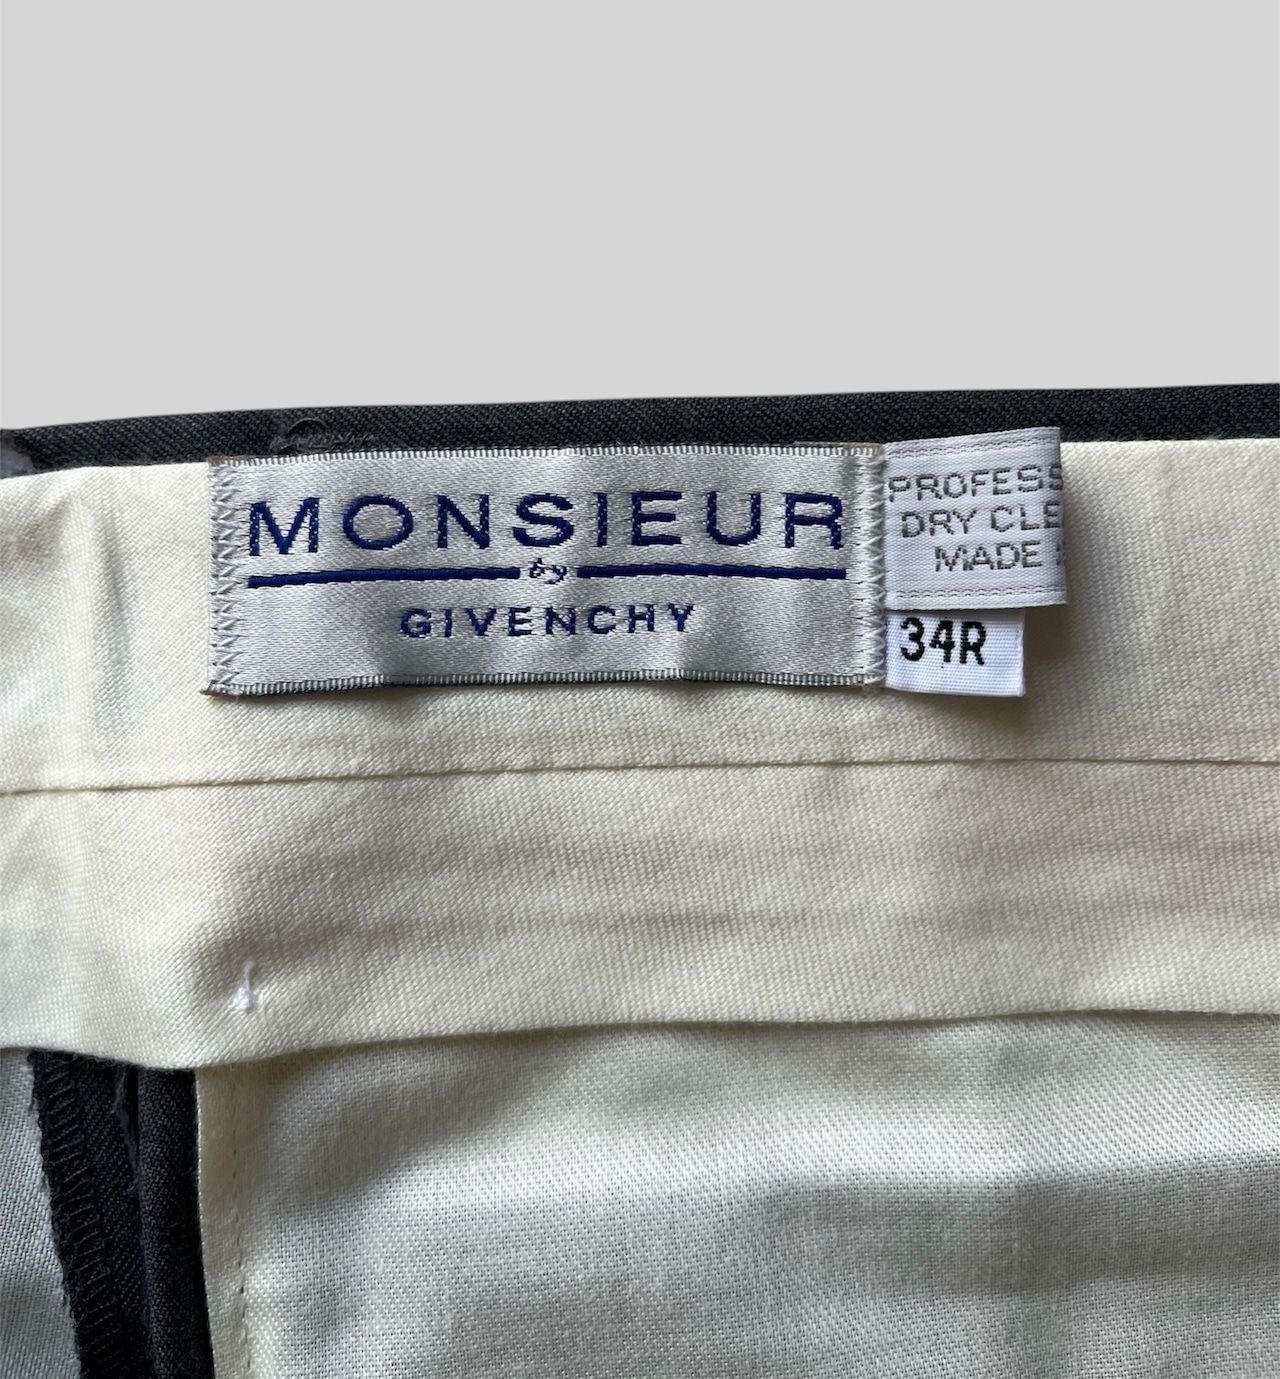 MONSIEUR
by
GIVENCHY
PROFESS
DRY CLE
MADE
34R